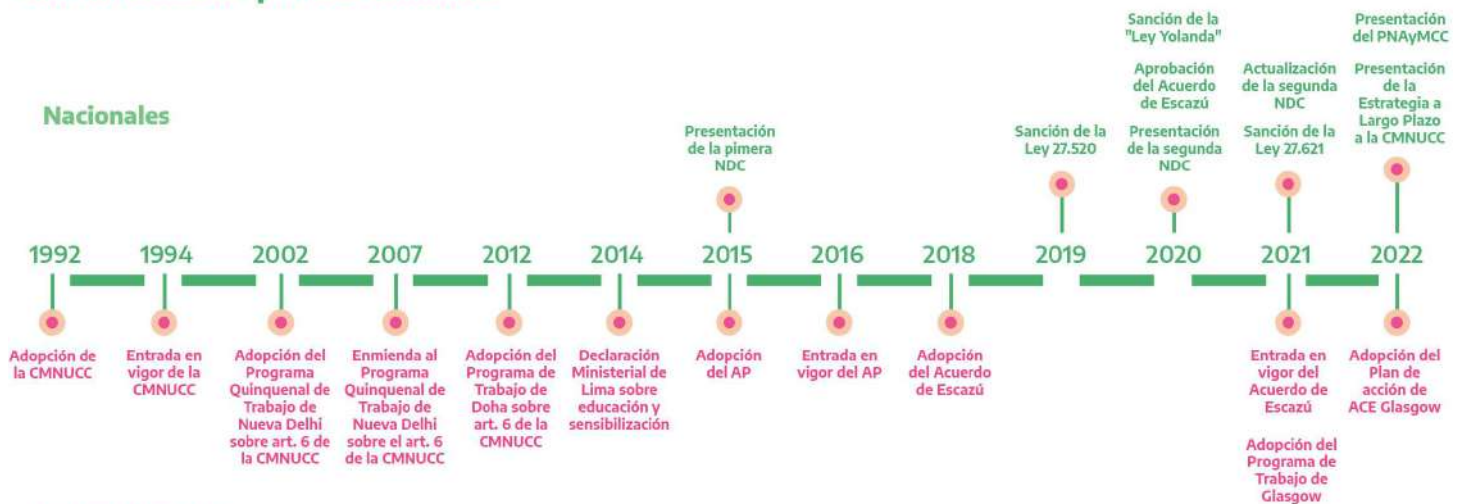 Sanción de la
"Ley Yolanda"
Aprobación
del Acuerdo
de Escazú
Presentación
de la segunda
NDC
Presentación
del PNAyMCC
Presentación
de la
Estrategia a
Largo Plazo
a la CMNUCC
Actualización
de la segunda
NDC
Sanción de la
Ley 27.621
Nacionales
Presentación
de la pimera
NDC
Sanción de la
Ley 27.520
1992
1994
2002
2007
2012
2014
2015
2016
2018
2019
2020
2021
2022
Adopción de
la CMNUCC
Entrada en
vigor de la
CMNUCC
Adopción del
Programa
Quinquenal de
Trabajo de
Nueva Delhi
sobre art. 6 de
la CMNUCC
Enmienda al
Programa
Quinquenal de
Trabajo de
Nueva Delhi
sobre el art. 6
de la CMNUCC
Adopción del
Programa de
Trabajo de
Doha sobre
art. 6 de la
CMNUCC
Declaración
Ministerial de
Lima sobre
educación y
sensibilización
Adopción
del AP
Entrada en
vigor del AP
Adopción
del Acuerdo
de Escazú
Entrada en
vigor del
Acuerdo de
Escazú
Adopción del
Programa de
Trabajo de
Glasgow
Adopción del
Plan de
acción de
ACE Glasgow